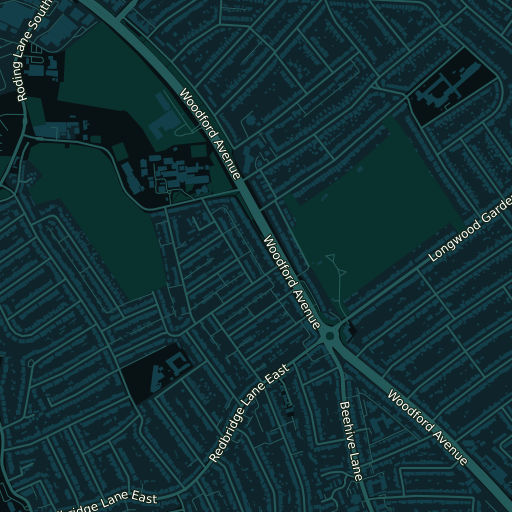 Roding Lane South
Woodford Avenue
Longwood Garde
Woodford Avenue
Redbridge Lane East
Beehive Lane
Woodford Avenue
bridge Lane East